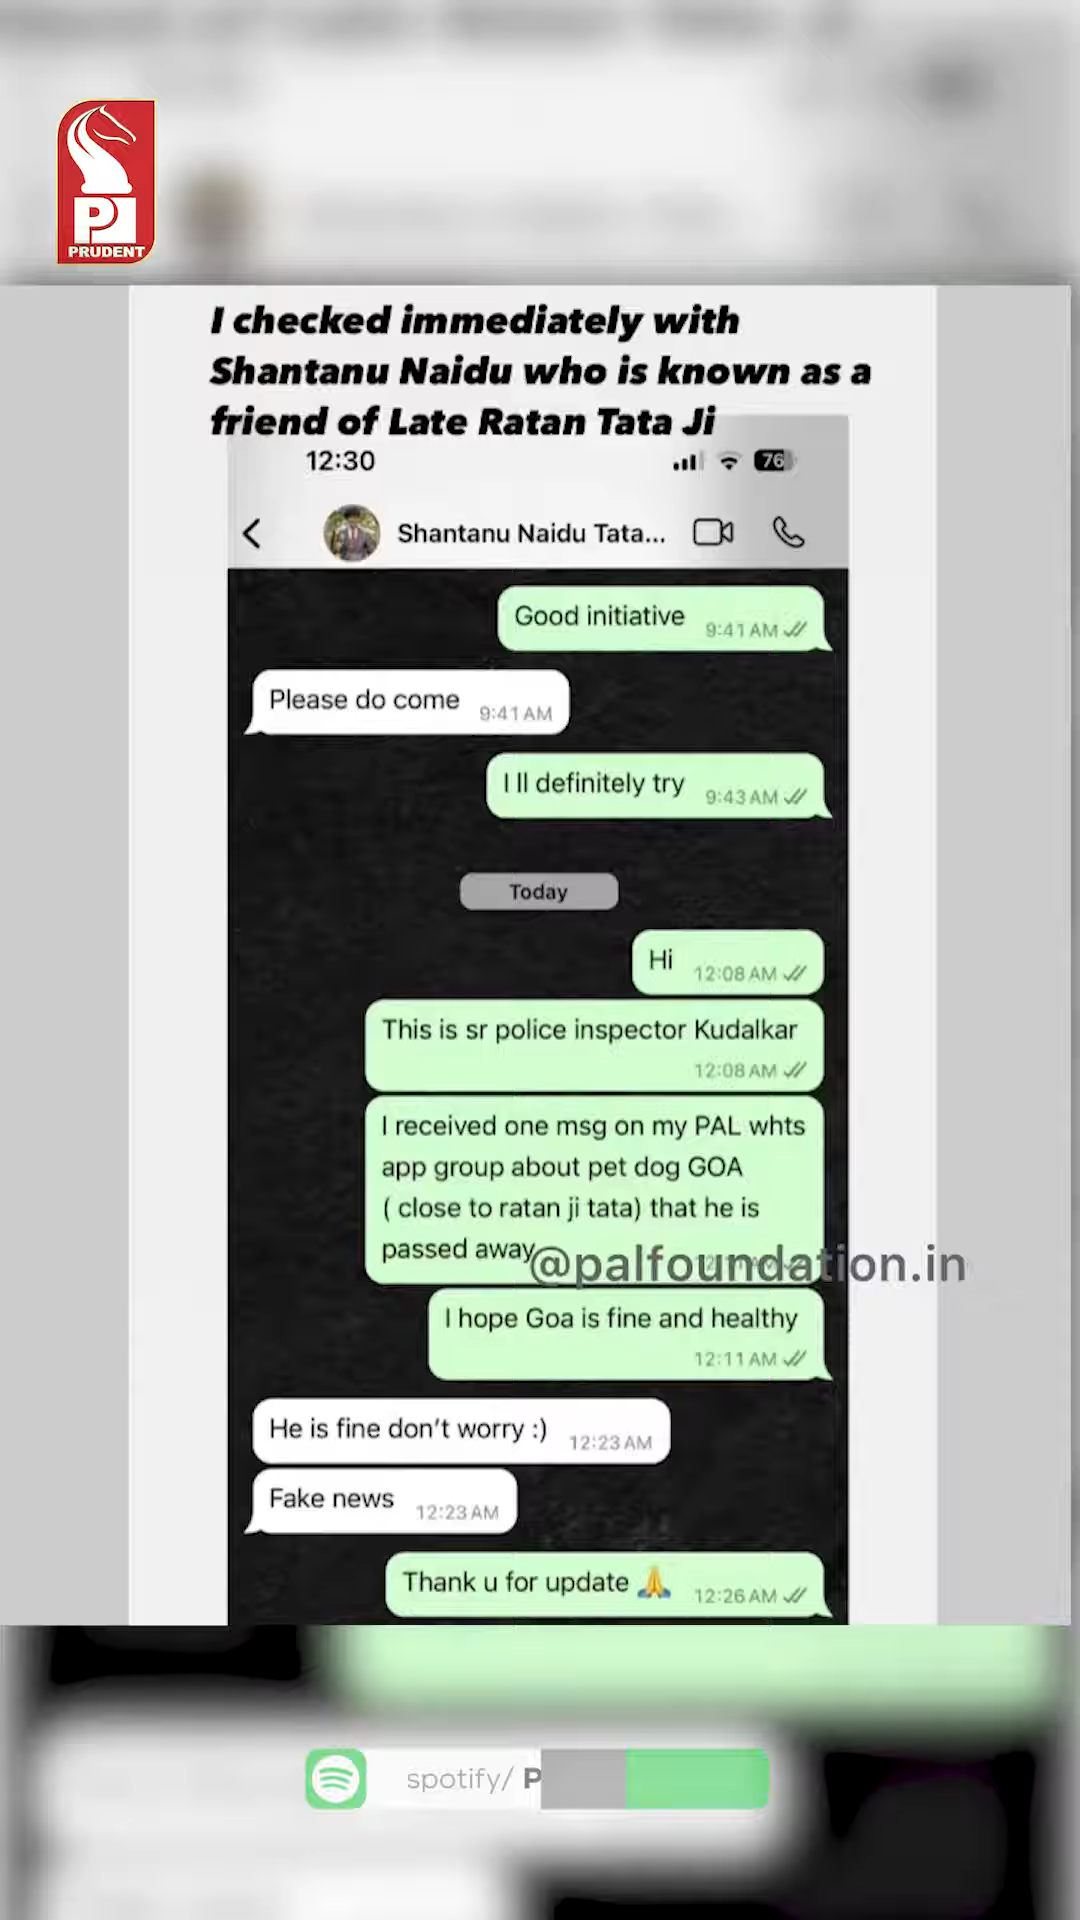 PRUDENT
I checked immediately with
Shantanu Naidu who is known as a
friend of Late Ratan Tata Ji
12:30
76
Shantanu Naidu Tata...
Good initiative
9:41 AM
Please do come
9:41 AM
I ll definitely try
9:43 AM
Today
Hi
12:08 AM
This is sr police inspector Kudalkar
12:08 AM
I received one msg on my PAL whts
app group about pet dog GOA
( close to ratan ji tata) that he is
passed away
@palfoundation.in
I hope Goa is fine and healthy
12:11 AM
He is fine don't worry :)
12:23 AM
Fake news
12:23 AM
Thank u for update 🙏
12:26 AM
spotify/ P